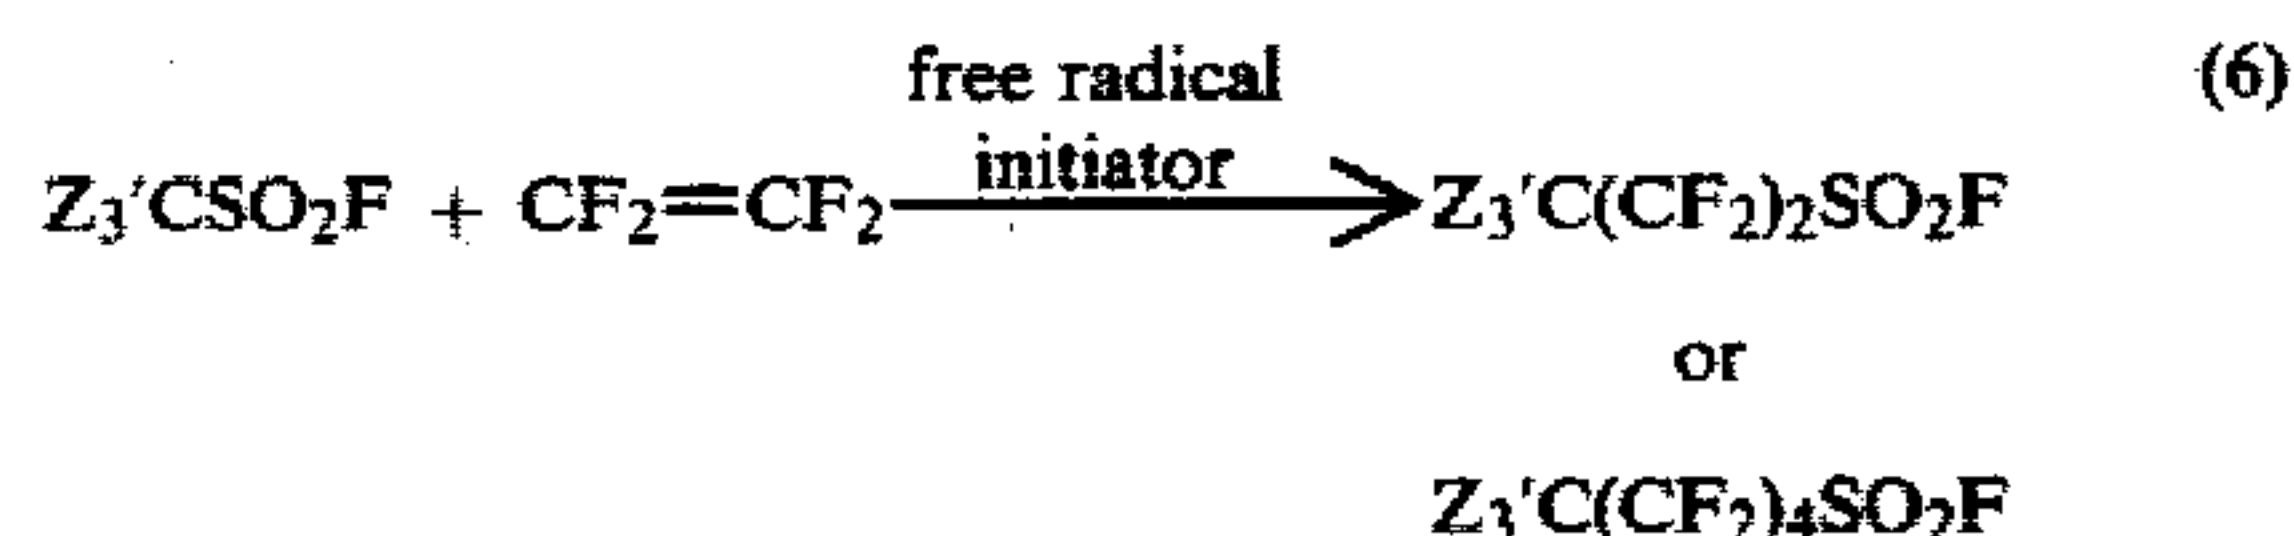 free radical (6)
initiator
Z₃′CSO₂F + CF₂=CF₂ ⟶ Z₃′C(CF₂)₂SO₂F
or
Z₃′C(CF₂)₄SO₂F